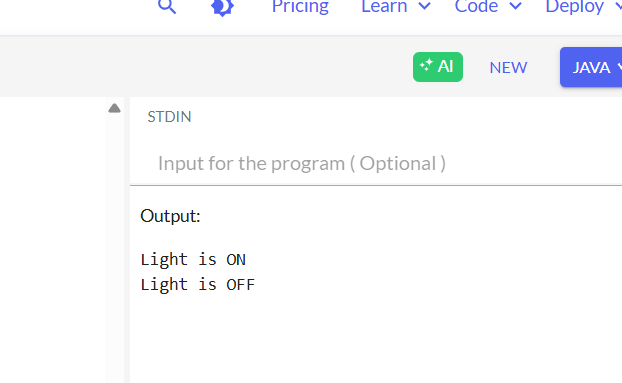 Pricing Learn Code Deploy
AI NEW JAVA
STDIN
Input for the program ( Optional )
Output:
Light is ON
Light is OFF